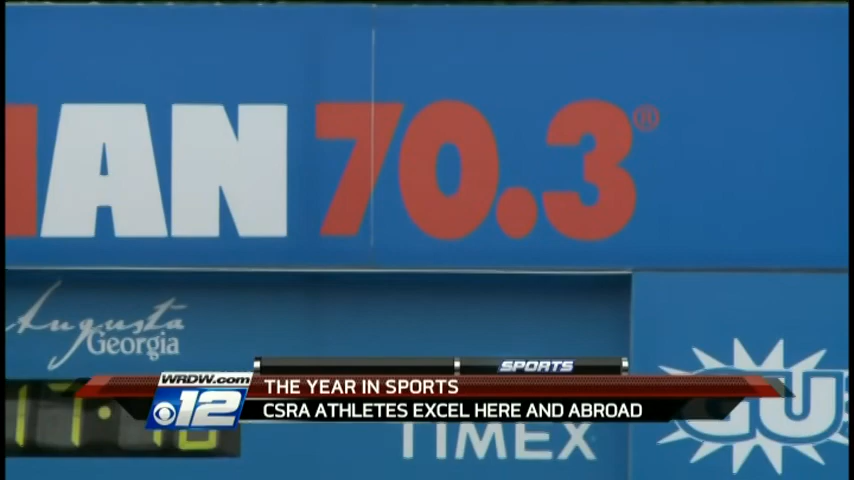 AN 70.3®
Augusta
Georgia
SPORTS
WRDW.com
THE YEAR IN SPORTS
12
CSRA ATHLETES EXCEL HERE AND ABROAD
TIMEX
GU